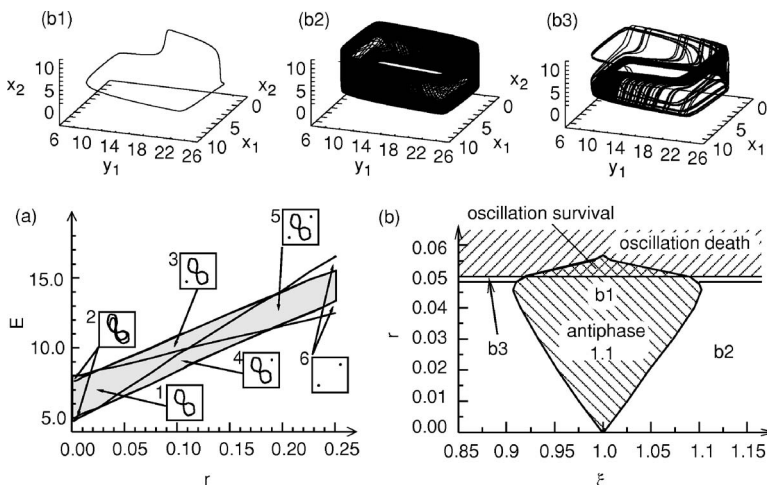 (b1) (b2) (b3)
x2 10 5 0 0 5 10 x2 x1 6 10 14 18 22 26 y1
x2 10 5 0 0 5 10 x2 x1 6 10 14 18 22 26 y1
x2 10 5 0 0 5 10 x1 6 10 14 18 22 26 y1
(a)
E
15.0
10.0
5.0
1
2
3
4
5
6
0.00 0.05 0.10 0.15 0.20 0.25
r
(b)
oscillation survival
oscillation death
r
0.06
0.05
0.04
0.03
0.02
0.01
0.00
b1
antiphase
1.1
b3
b2
0.85 0.9 0.95 1.0 1.05 1.1 1.15
ξ